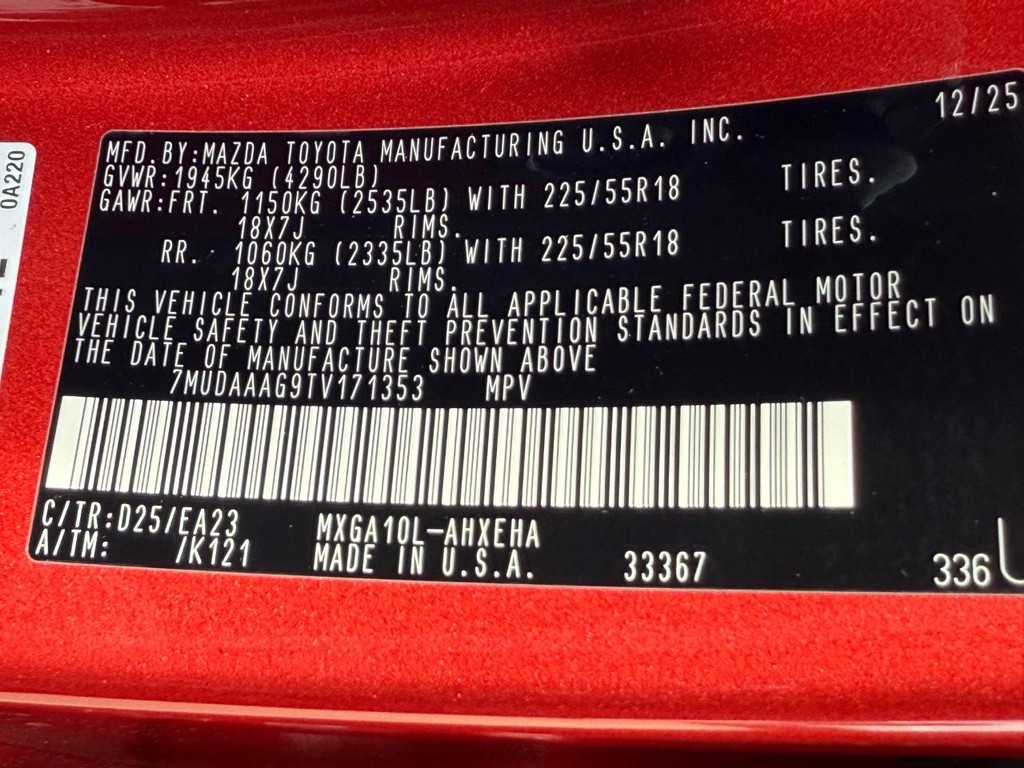 12/25
MFD.BY:MAZDA TOYOTA MANUFACTURING U.S.A. INC.
GVWR:1945KG (4290LB)
GAWR:FRT. 1150KG (2535LB) WITH 225/55R18 TIRES.
18X7J RIMS.
RR. 1060KG (2335LB) WITH 225/55R18 TIRES.
18X7J RIMS.
THIS VEHICLE CONFORMS TO ALL APPLICABLE FEDERAL MOTOR
VEHICLE SAFETY AND THEFT PREVENTION STANDARDS IN EFFECT ON
THE DATE OF MANUFACTURE SHOWN ABOVE
7MUDAAAG9TV171353 MPV
C/TR:D25/EA23 MXGA10L-AHXEHA
A/TM: /K121 MADE IN U.S.A. 33367 336
0A220